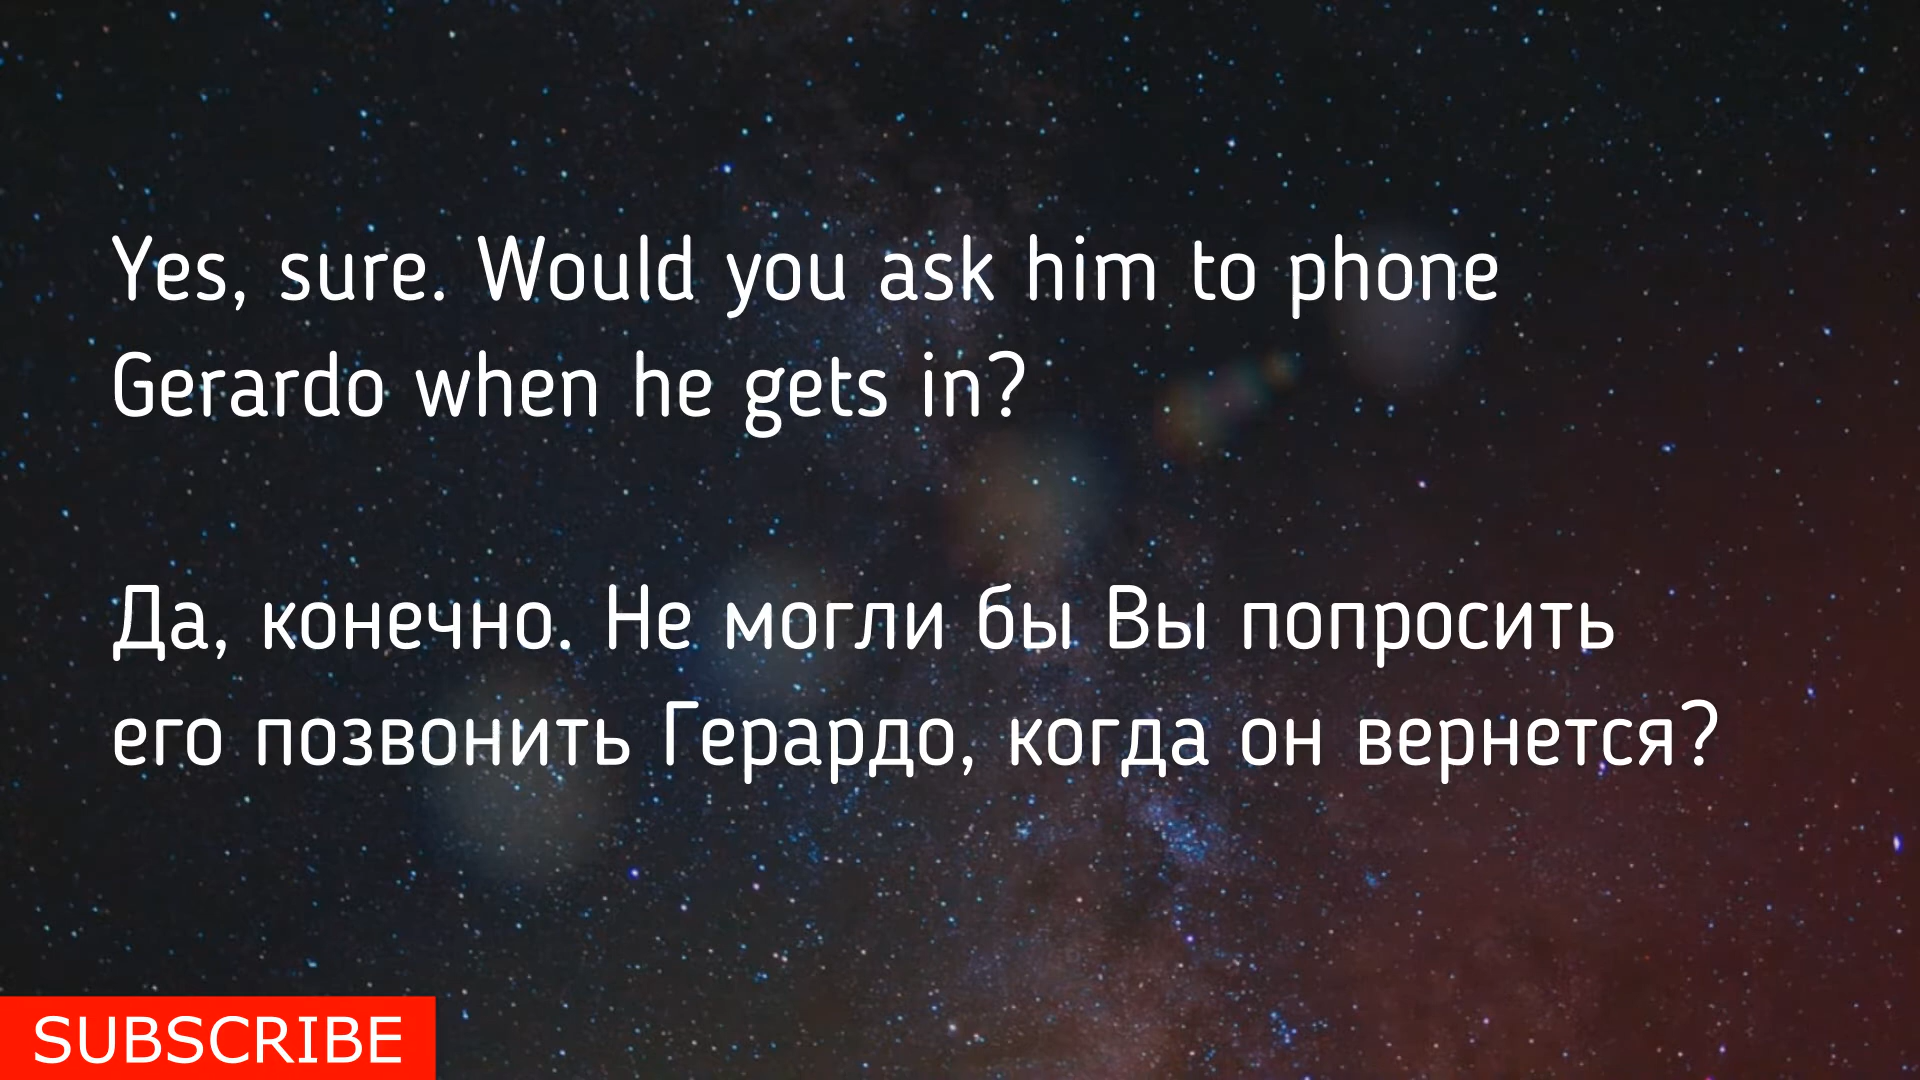 Yes, sure. Would you ask him to phone
Gerardo when he gets in?
Да, конечно. Не могли бы Вы попросить
его позвонить Герардо, когда он вернется?
SUBSCRIBE